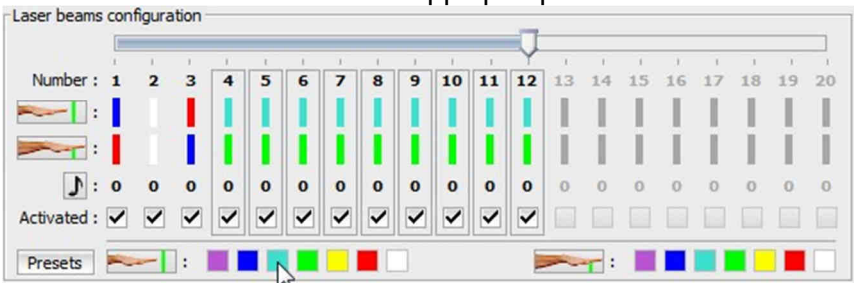 Laser beams configuration
Number : 1 2 3 4 5 6 7 8 9 10 11 12 13 14 15 16 17 18 19 20
:
:
: 0 0 0 0 0 0 0 0 0 0 0 0 0 0 0 0 0 0 0 0
Activated :
Presets : :